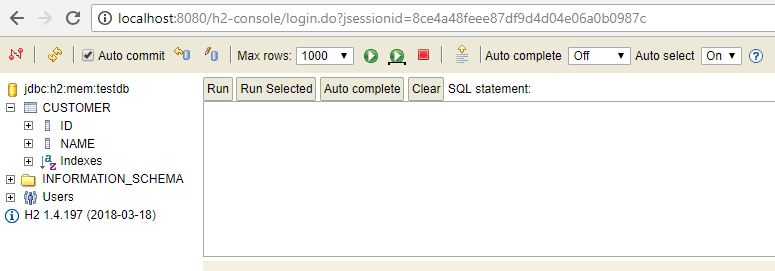 localhost:8080/h2-console/login.do?jsessionid=8ce4a48feee87df9d4d04e06a0b0987c
Auto commit Max rows: 1000 Auto complete Off Auto select On
jdbc:h2:mem:testdb
Run Run Selected Auto complete Clear SQL statement:
CUSTOMER
ID
NAME
Indexes
INFORMATION_SCHEMA
Users
H2 1.4.197 (2018-03-18)